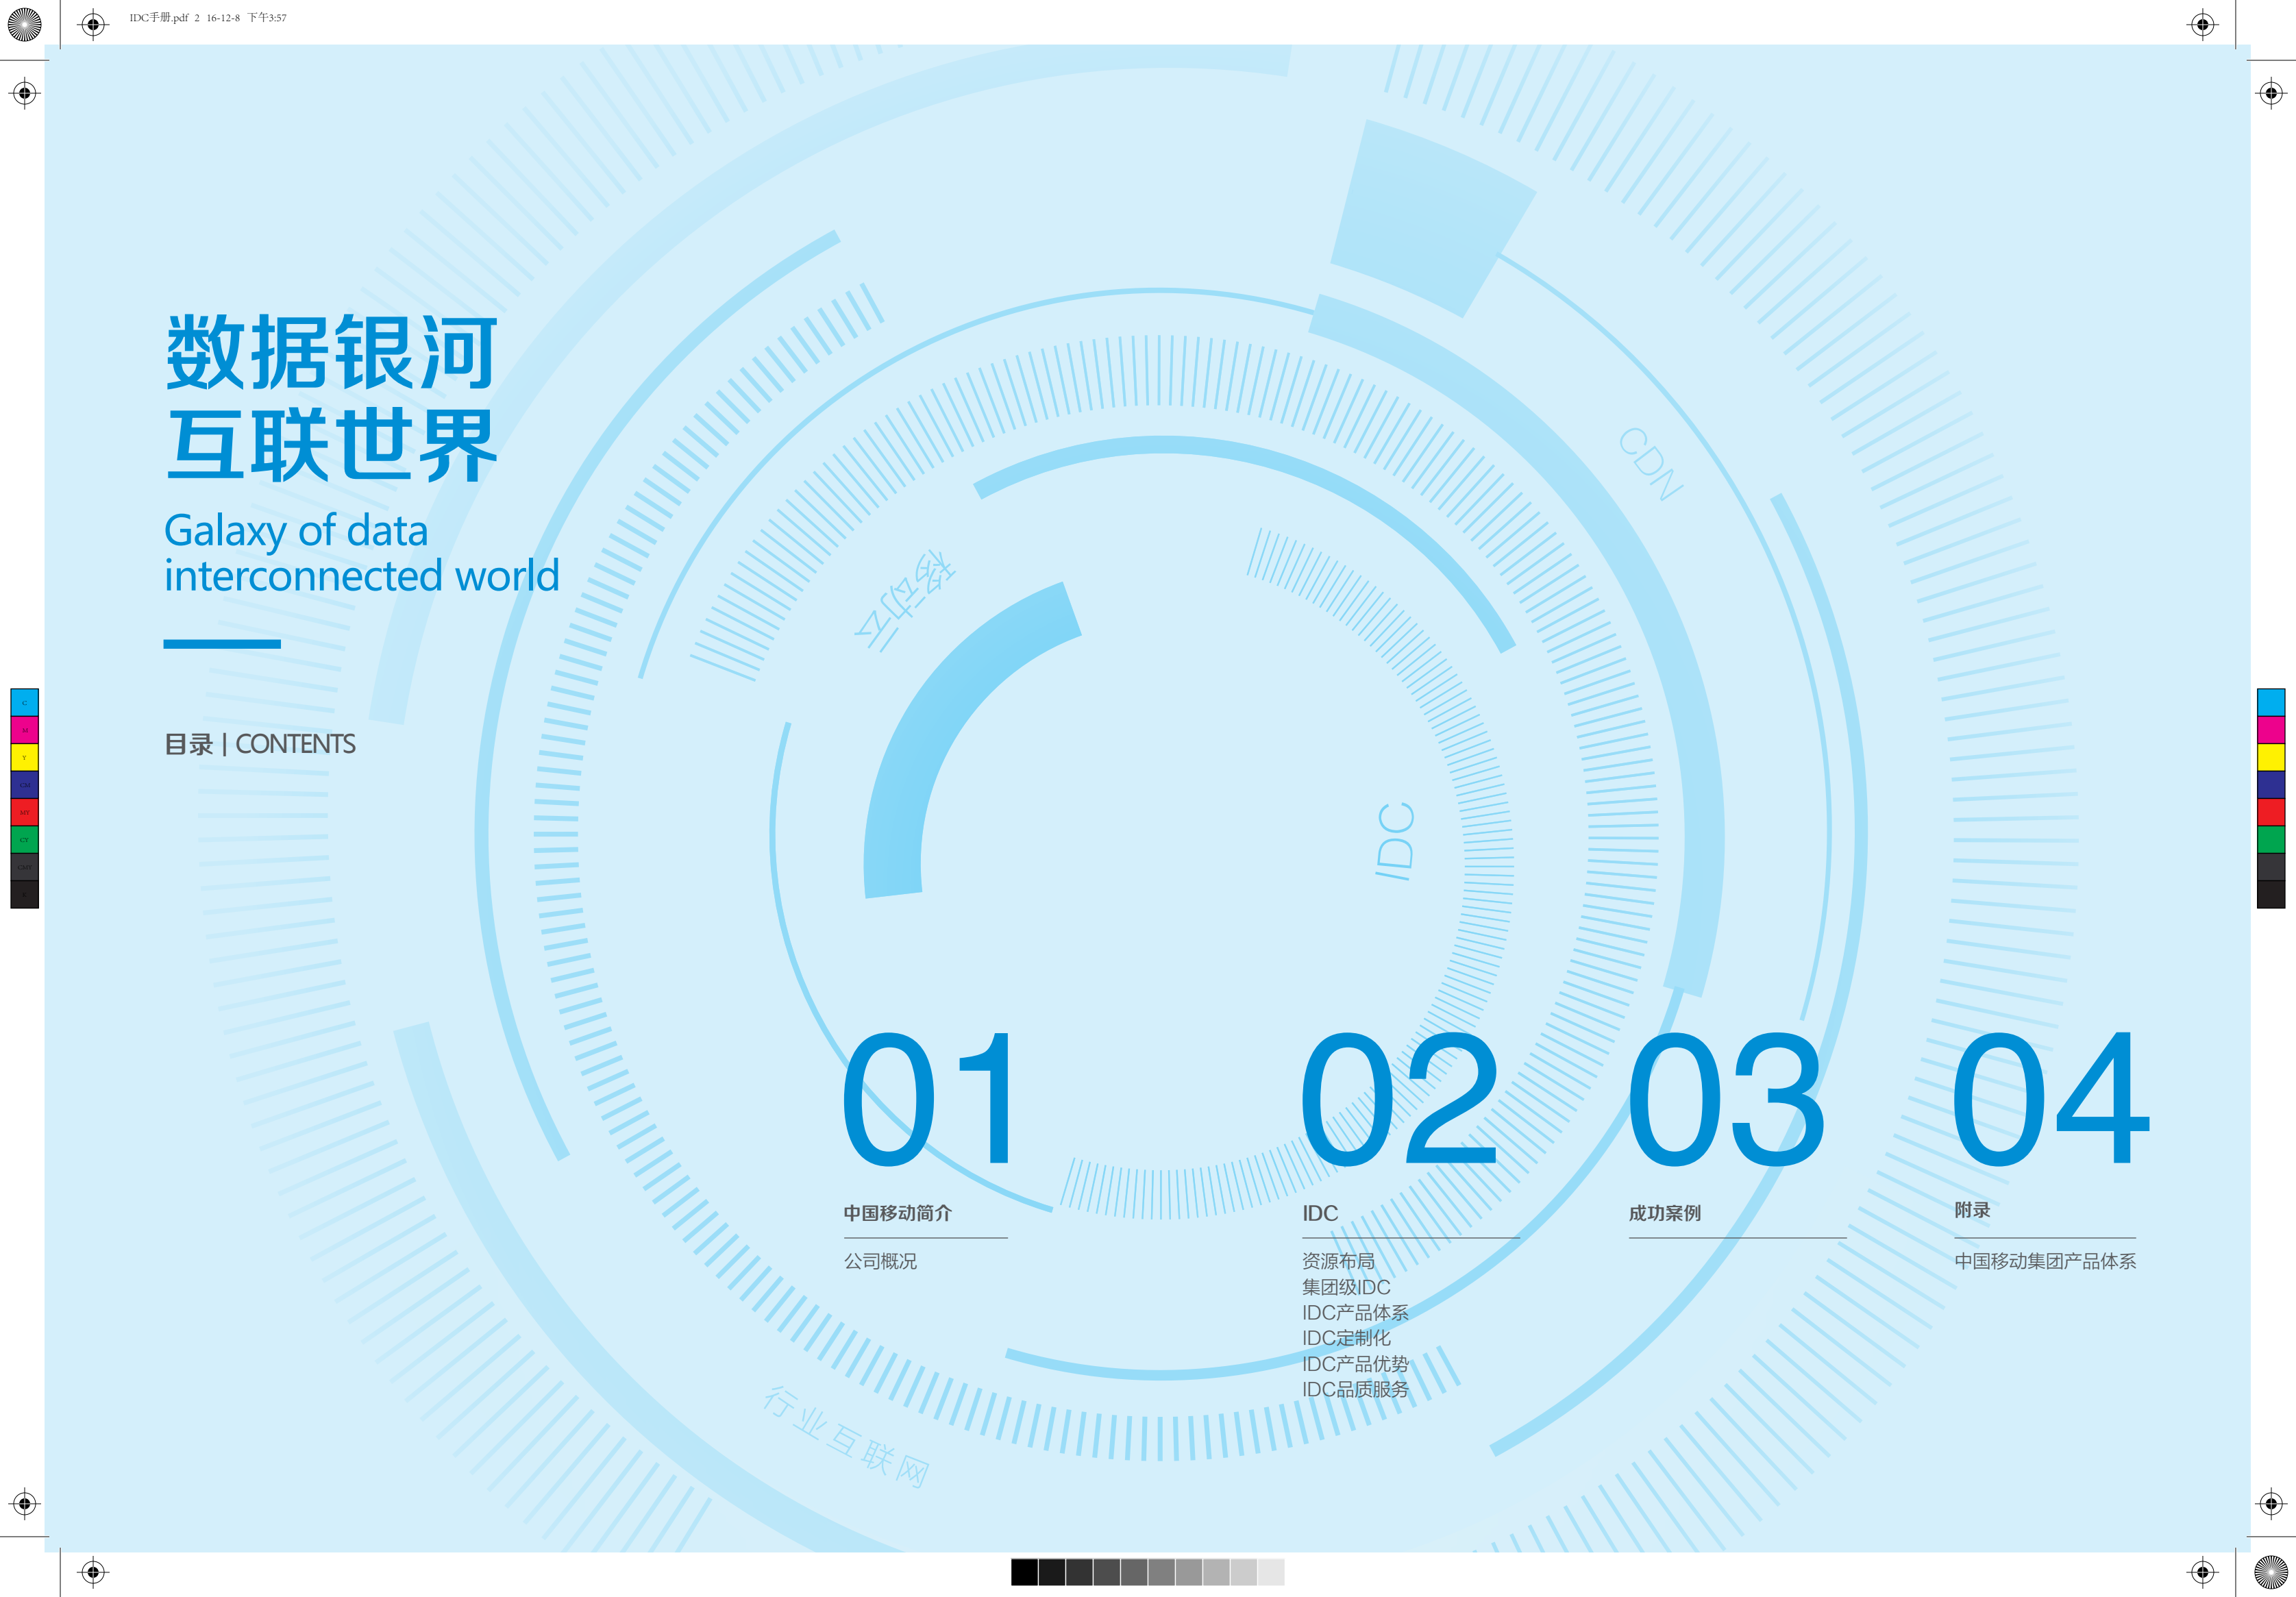 IDC手册.pdf 2 16-12-8 下午3:57
数据银河
互联世界
Galaxy of data
interconnected world
目录 | CONTENTS
CDN
移动云
IDC
行业互联网
01
中国移动简介
公司概况
02
IDC
资源布局
集团级IDC
IDC产品体系
IDC定制化
IDC产品优势
IDC品质服务
03
成功案例
04
附录
中国移动集团产品体系
C
M
Y
CM
MY
CY
CMY